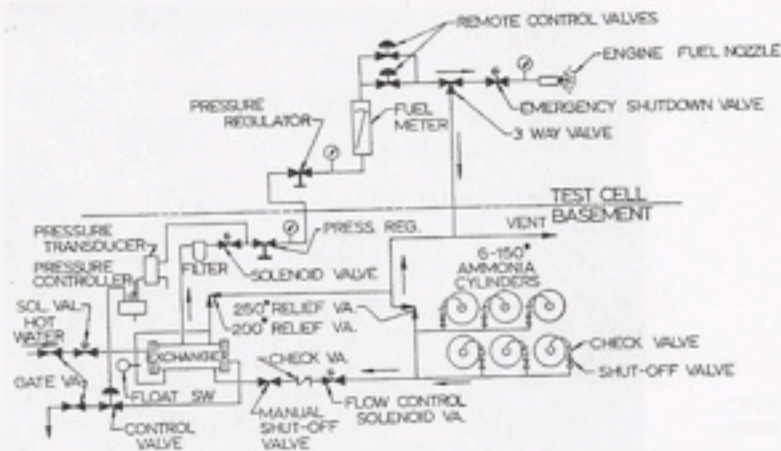 REMOTE CONTROL VALVES
ENGINE FUEL NOZZLE
PRESSURE
REGULATOR
FUEL
METER
EMERGENCY SHUTDOWN VALVE
3 WAY VALVE
TEST CELL
BASEMENT
PRESSURE
TRANSDUCER
PRESS. REG.
VENT
PRESSURE
CONTROLLER
FILTER
SOLENOID VALVE
6-150#
AMMONIA
CYLINDERS
SOL. VAL
HOT
WATER
250# RELIEF VA.
200# RELIEF VA.
EXCHANGER
CHECK VA.
CHECK VALVE
SHUT-OFF VALVE
GATE VA.
FLOAT SW
CONTROL
VALVE
MANUAL
SHUT-OFF
VALVE
FLOW CONTROL
SOLENOID VA.